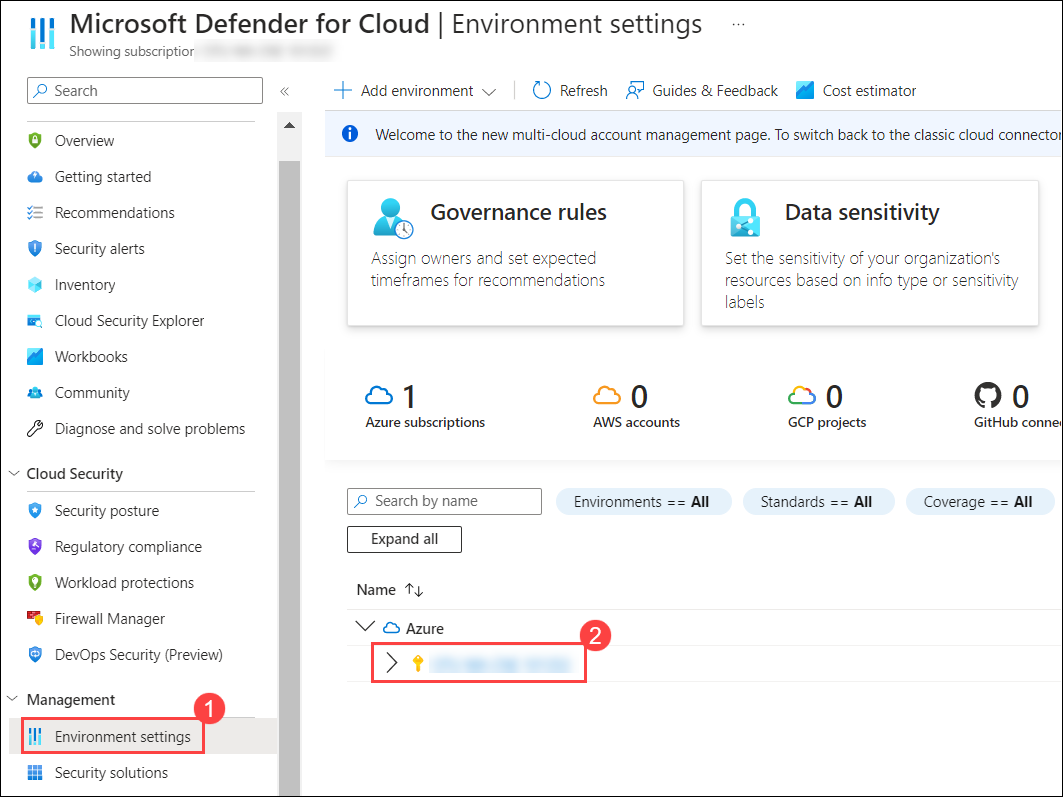 Microsoft Defender for Cloud | Environment settings ...
Showing subscription
Search «
Overview
Getting started
Recommendations
Security alerts
Inventory
Cloud Security Explorer
Workbooks
Community
Diagnose and solve problems
Cloud Security
Security posture
Regulatory compliance
Workload protections
Firewall Manager
DevOps Security (Preview)
Management
1
Environment settings
Security solutions
Add environment Refresh Guides & Feedback Cost estimator
Welcome to the new multi-cloud account management page. To switch back to the classic cloud connector
Governance rules
Assign owners and set expected
timeframes for recommendations
Data sensitivity
Set the sensitivity of your organization's
resources based on info type or sensitivity
labels
1
Azure subscriptions
0
AWS accounts
0
GCP projects
0
GitHub conne
Search by name Environments == All Standards == All Coverage == All
Expand all
Name ↑↓
Azure
2